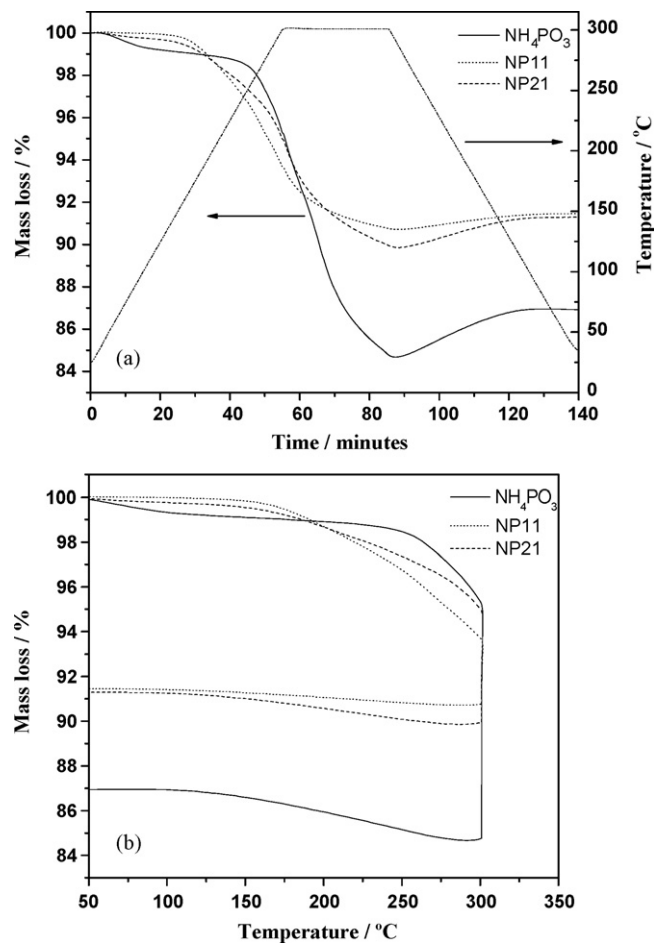 100
98
96
94
92
90
88
86
84
Mass loss / %
NH₄PO₃
NP11
NP21
300
250
200
150
100
50
0
Temperature / °C
(a)
0 20 40 60 80 100 120 140
Time / minutes
100
98
96
94
92
90
88
86
84
Mass loss / %
NH₄PO₃
NP11
NP21
(b)
50 100 150 200 250 300 350
Temperature / °C